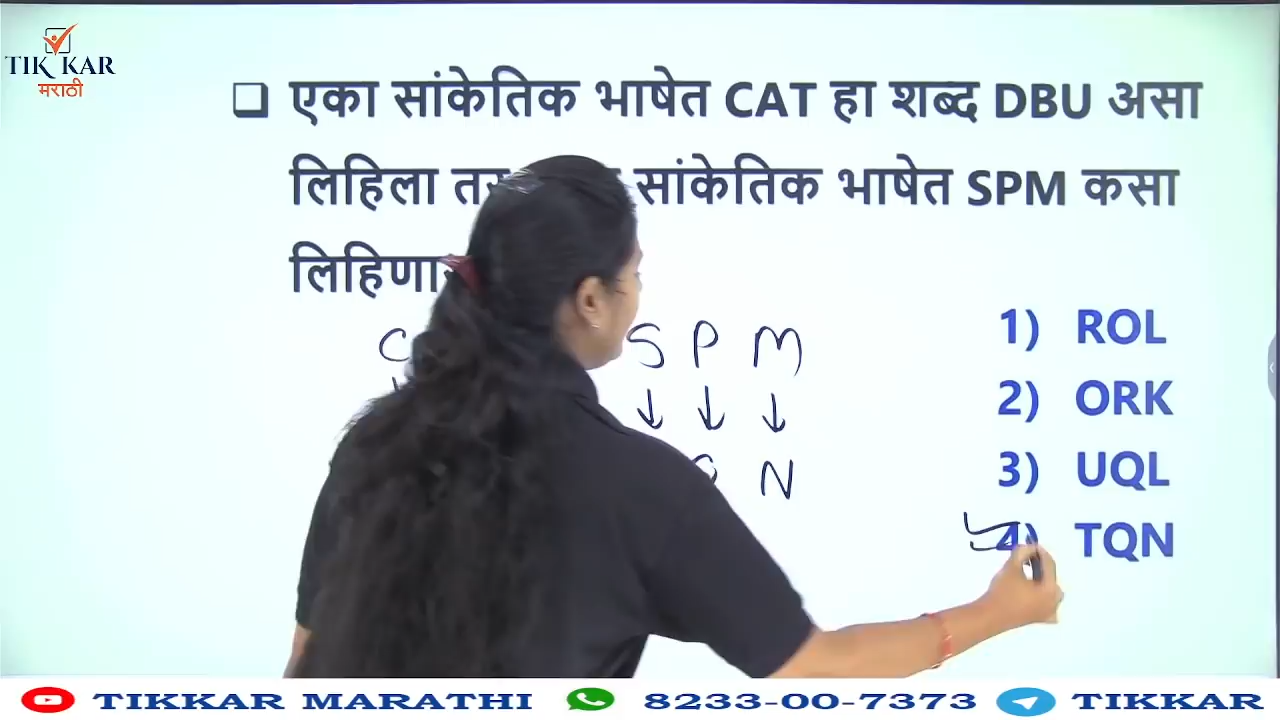 TIK KAR
मराठी
❑ एका सांकेतिक भाषेत CAT हा शब्द DBU असा
लिहिला सांकेतिक भाषेत SPM कसा
C S P M
↓ ↓ ↓
N
1) ROL
2) ORK
3) UQL
4) TQN
TIKKAR MARATHI 8233-00-7373 TIKKAR